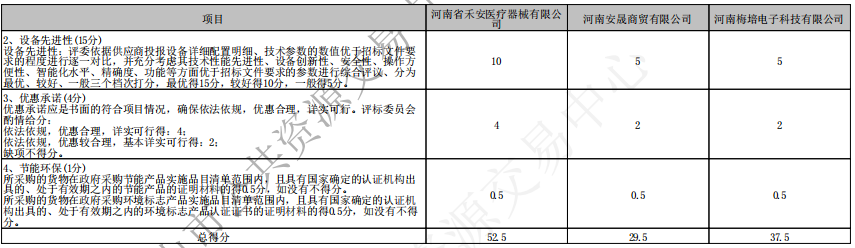 项目
河南省禾安医疗器械有限公
司
河南安晟商贸有限公司
河南梅培电子科技有限公司
2、设备先进性(15分)
设备先进性：评委依据供应商投报设备详细配置明细、技术参数的数值优于招标文件要
求的程度进行逐一对比，并充分考虑其技术性能先进性、设备创新性、安全性、操作方
便性、智能化水平、精确度、功能等方面优于招标文件要求的参数进行综合评议、分为
最优、较好、一般三个档次打分，最优得15分，较好得10分，一般得5分。
10
5
5
3、优惠承诺(4分)
优惠承诺应是书面的符合项目情况，确保依法依规，优惠合理，详实可行。评标委员会
酌情给分：
依法依规，优惠合理，详实可行得：4；
依法依规，优惠较合理，基本详实可行得：2；
缺项不得分。
4
2
2
4、节能环保(1分)
所采购的货物在政府采购节能产品实施品目清单范围内，且具有国家确定的认证机构出
具的、处于有效期之内的节能产品的证明材料的得0.5分，如没有不得分。
所采购的货物在政府采购环境标志产品实施品目清单范围内，且具有国家确定的认证机
构出具的、处于有效期之内的环境标志产品认证证书的证明材料的得0.5分，如没有不得
分。
0.5
0.5
0.5
总得分
52.5
29.5
37.5